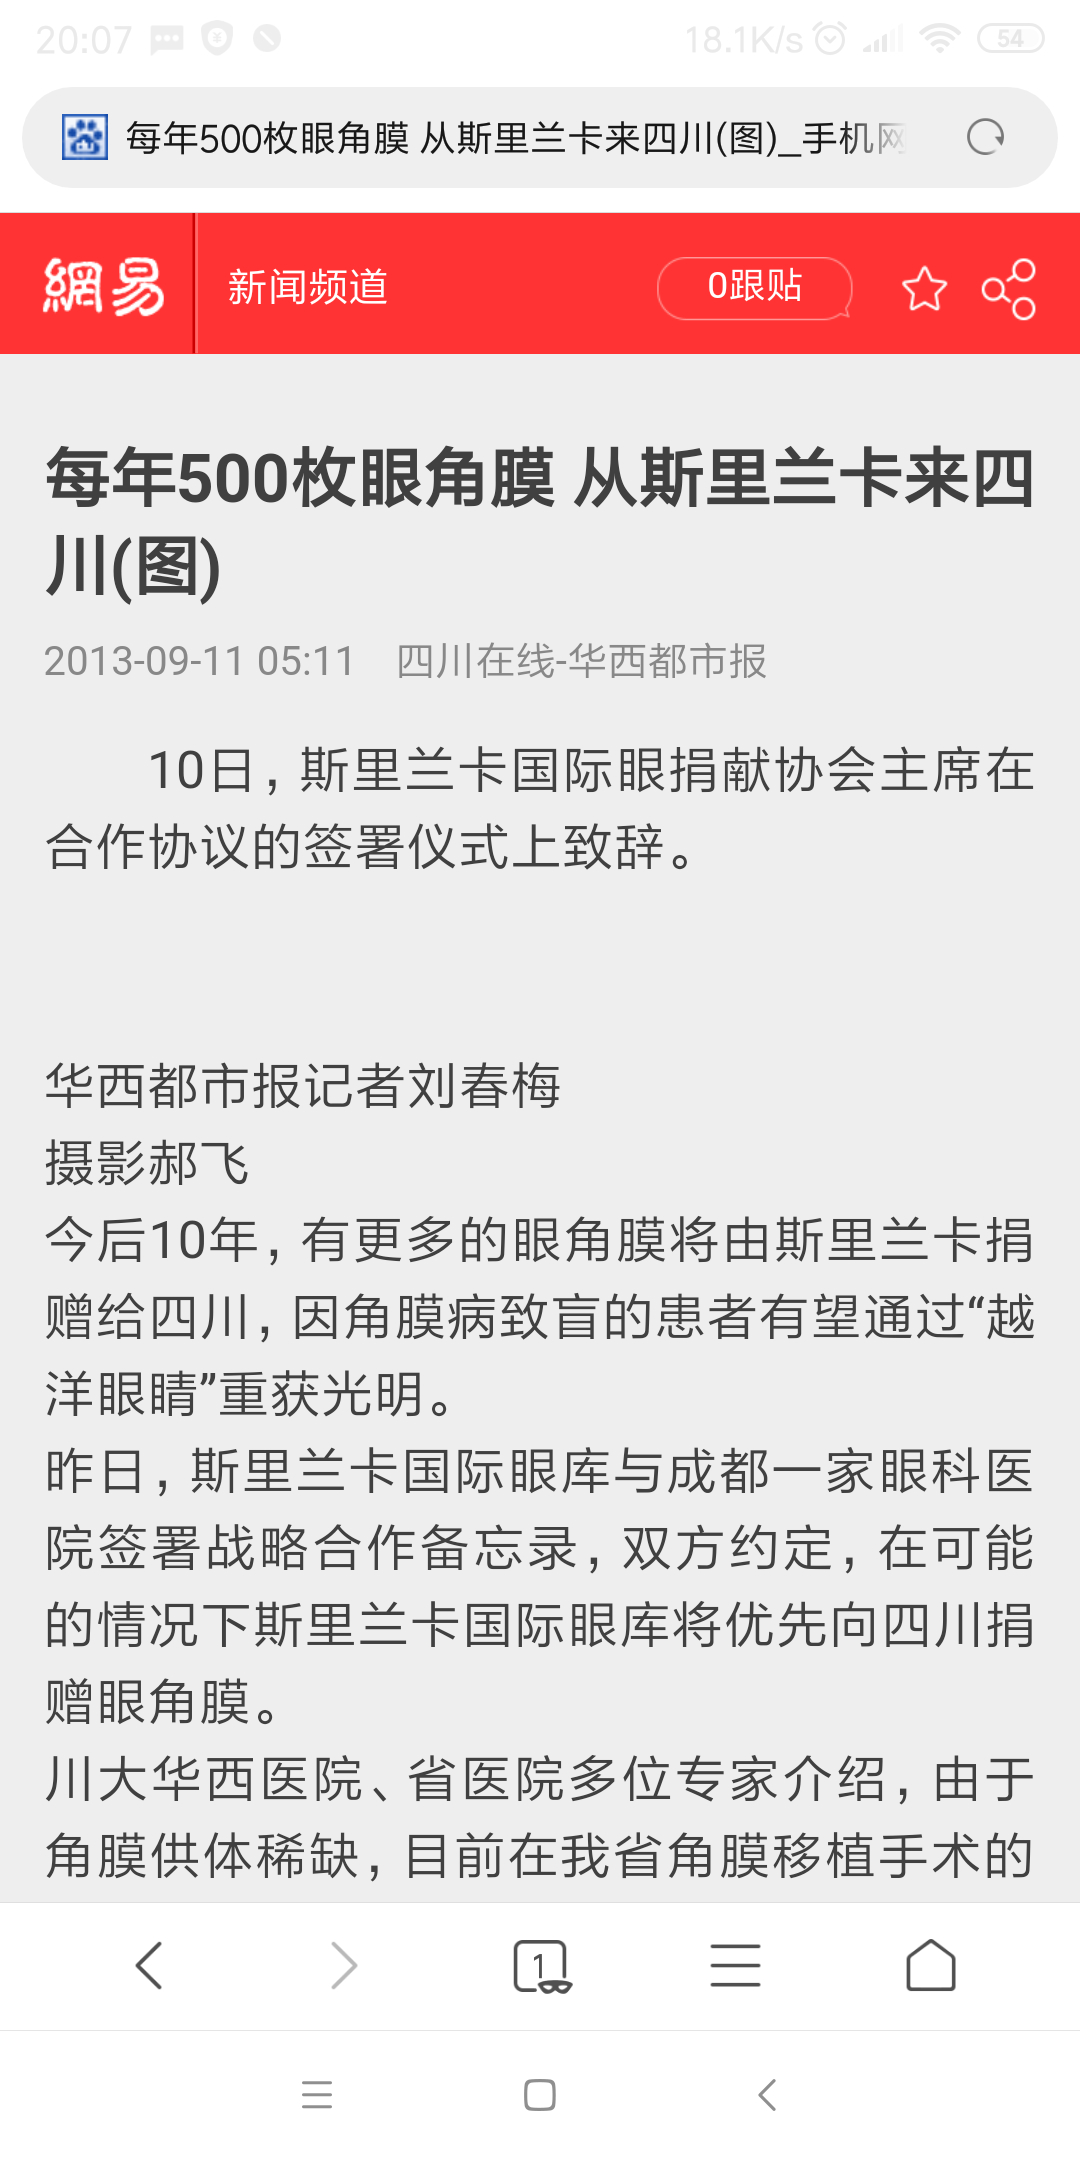 20:07 18.1K/s 54
每年500枚眼角膜 从斯里兰卡来四川(图)_手机网
網易 新闻频道 0跟贴
每年500枚眼角膜 从斯里兰卡来四
川(图)
2013-09-11 05:11 四川在线-华西都市报
10日，斯里兰卡国际眼捐献协会主席在
合作协议的签署仪式上致辞。
华西都市报记者刘春梅
摄影郝飞
今后10年，有更多的眼角膜将由斯里兰卡捐
赠给四川，因角膜病致盲的患者有望通过“越
洋眼睛”重获光明。
昨日，斯里兰卡国际眼库与成都一家眼科医
院签署战略合作备忘录，双方约定，在可能
的情况下斯里兰卡国际眼库将优先向四川捐
赠眼角膜。
川大华西医院、省医院多位专家介绍，由于
角膜供体稀缺，目前在我省角膜移植手术的
1